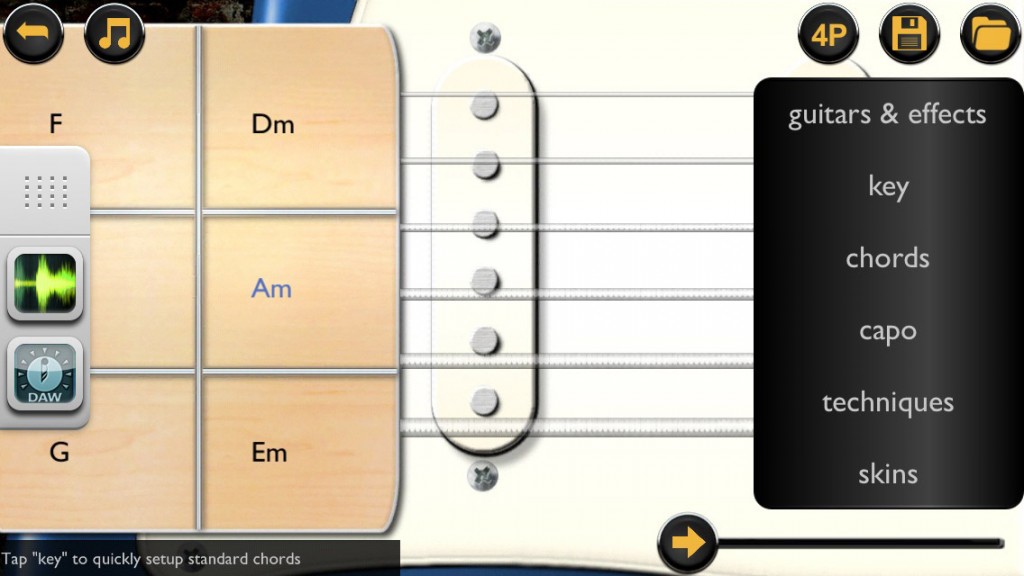 4P
F
Dm
Am
DAW
G
Em
guitars & effects
key
chords
capo
techniques
skins
Tap "key" to quickly setup standard chords